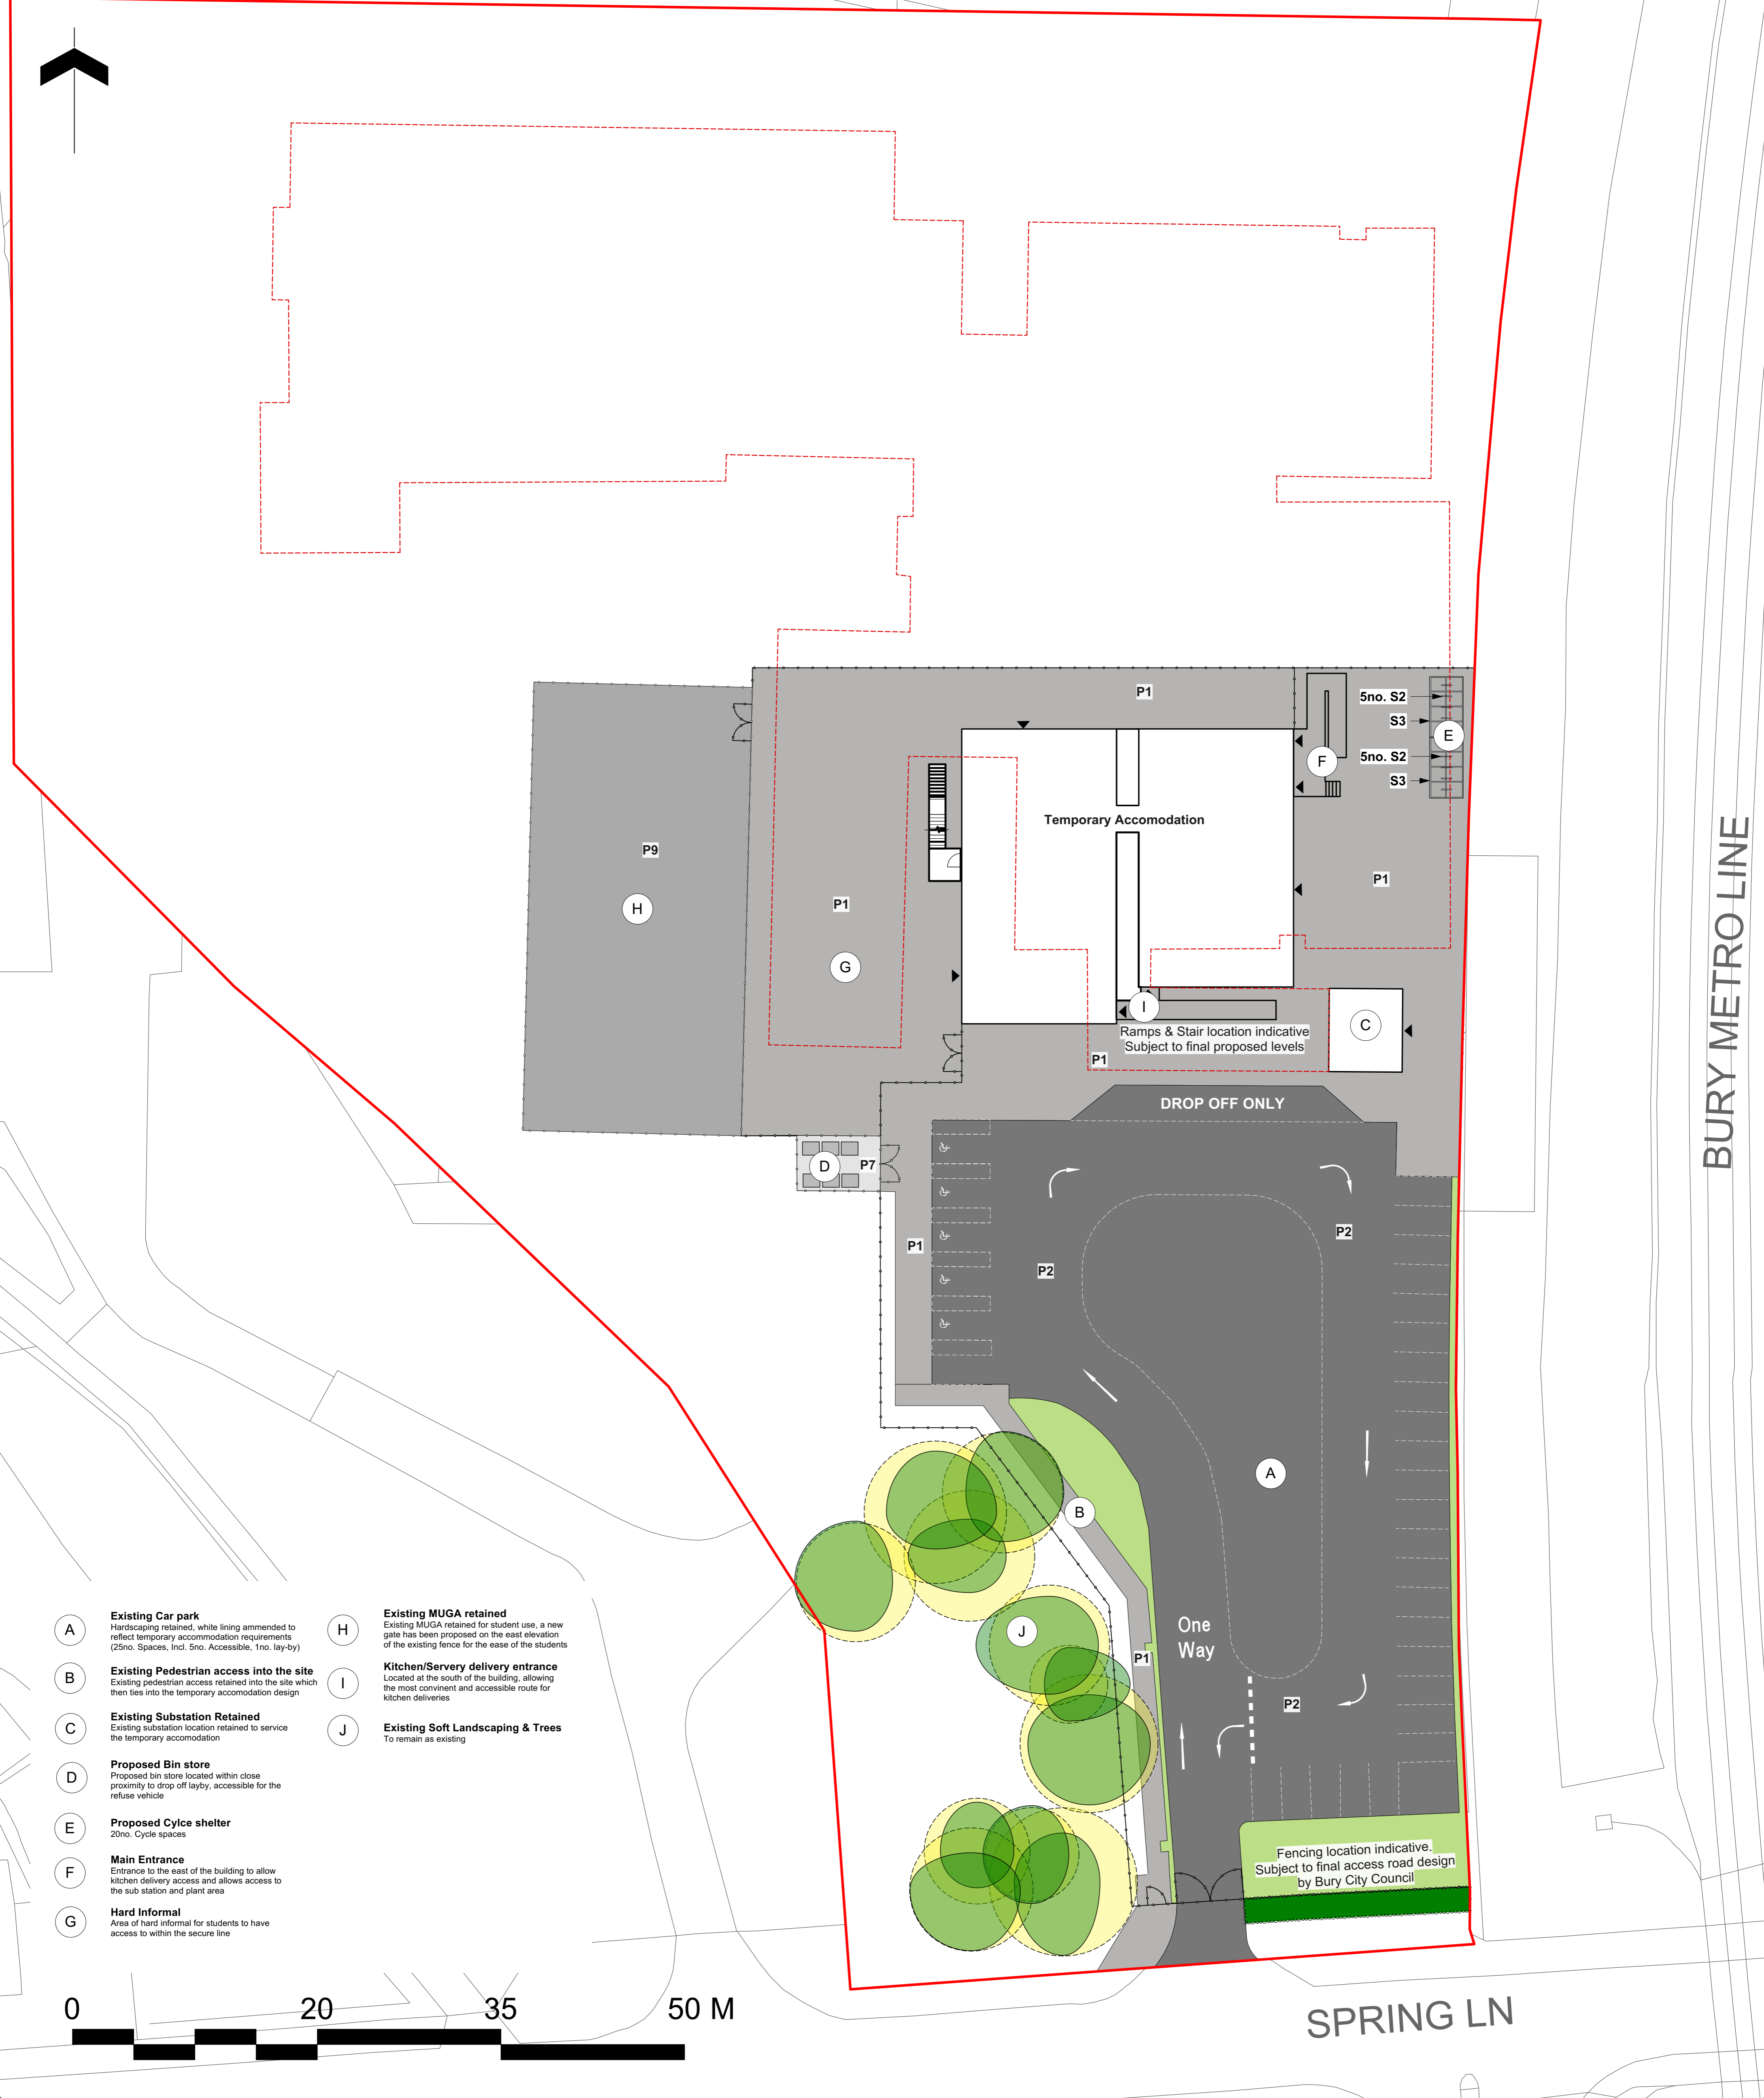 P1
5no. S2
S3
E
5no. S2
S3
F
Temporary Accomodation
P9
H
P1
G
P1
I
C
Ramps & Stair location indicative
Subject to final proposed levels
P1
DROP OFF ONLY
D
P7
P1
P2
P2
A
B
J
One
Way
P1
P2
Fencing location indicative.
Subject to final access road design
by Bury City Council
BURY METRO LINE
SPRING LN
A
Existing Car park
Hardscaping retained, white lining ammended to
reflect temporary accommodation requirements
(25no. Spaces, Incl. 5no. Accessible, 1no. lay-by)
B
Existing Pedestrian access into the site
Existing pedestrian access retained into the site which
then ties into the temporary accomodation design
C
Existing Substation Retained
Existing substation location retained to service
the temporary accomodation
D
Proposed Bin store
Proposed bin store located within close
proximity to drop off layby, accessible for the
refuse vehicle
E
Proposed Cylce shelter
20no. Cycle spaces
F
Main Entrance
Entrance to the east of the building to allow
kitchen delivery access and allows access to
the sub station and plant area
G
Hard Informal
Area of hard informal for students to have
access to within the secure line
H
Existing MUGA retained
Existing MUGA retained for student use, a new
gate has been proposed on the east elevation
of the existing fence for the ease of the students
I
Kitchen/Servery delivery entrance
Located at the south of the building, allowing
the most convinent and accessible route for
kitchen deliveries
J
Existing Soft Landscaping & Trees
To remain as existing
0 20 35 50 M